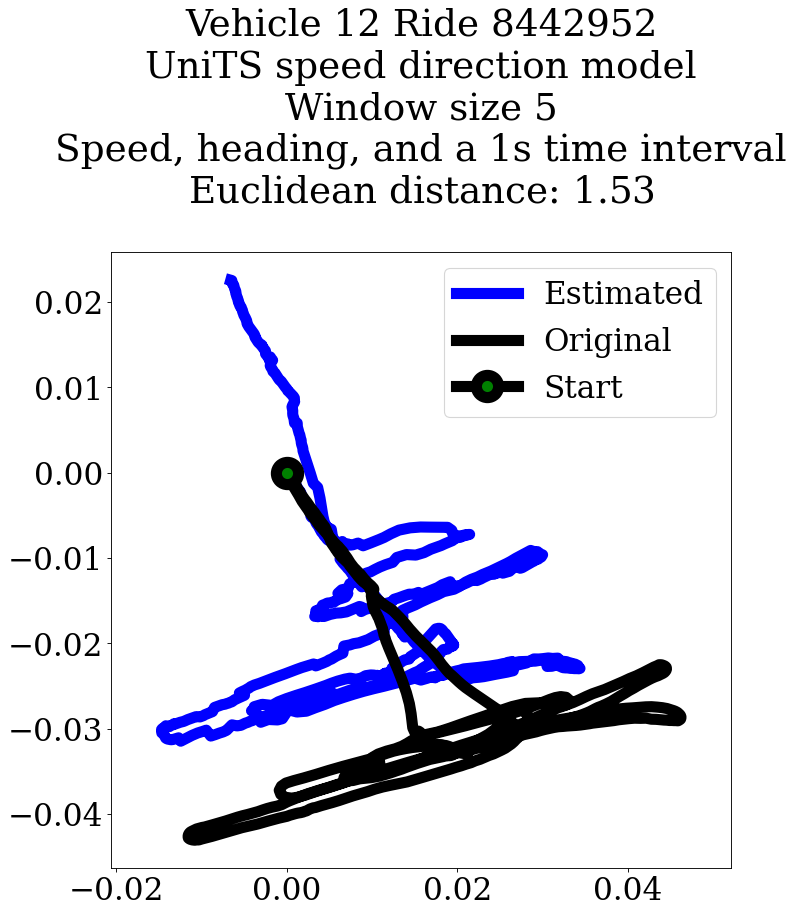 Vehicle 12 Ride 8442952
UniTS speed direction model
Window size 5
Speed, heading, and a 1s time interval
Euclidean distance: 1.53
Estimated
Original
Start
0.02
0.01
0.00
−0.01
−0.02
−0.03
−0.04
−0.02 0.00 0.02 0.04